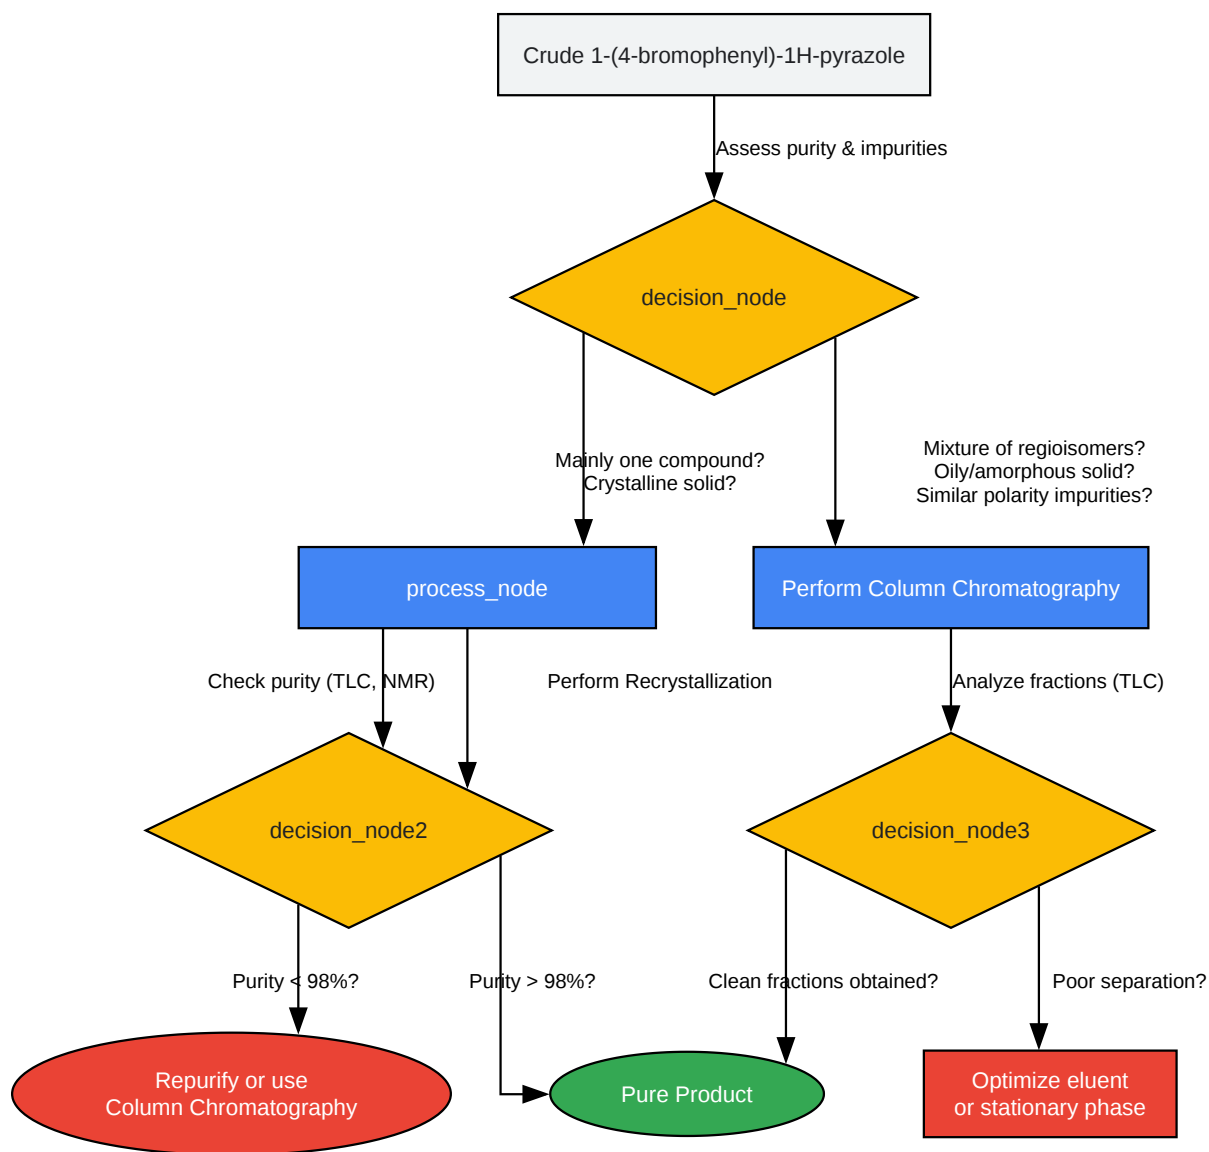 Crude 1-(4-bromophenyl)-1H-pyrazole
Assess purity & impurities
decision_node
Mainly one compound?
Crystalline solid?
Mixture of regioisomers?
Oily/amorphous solid?
Similar polarity impurities?
process_node
Perform Column Chromatography
Check purity (TLC, NMR)
Perform Recrystallization
Analyze fractions (TLC)
decision_node2
decision_node3
Purity < 98%?
Purity > 98%?
Clean fractions obtained?
Poor separation?
Repurify or use
Column Chromatography
Pure Product
Optimize eluent
or stationary phase